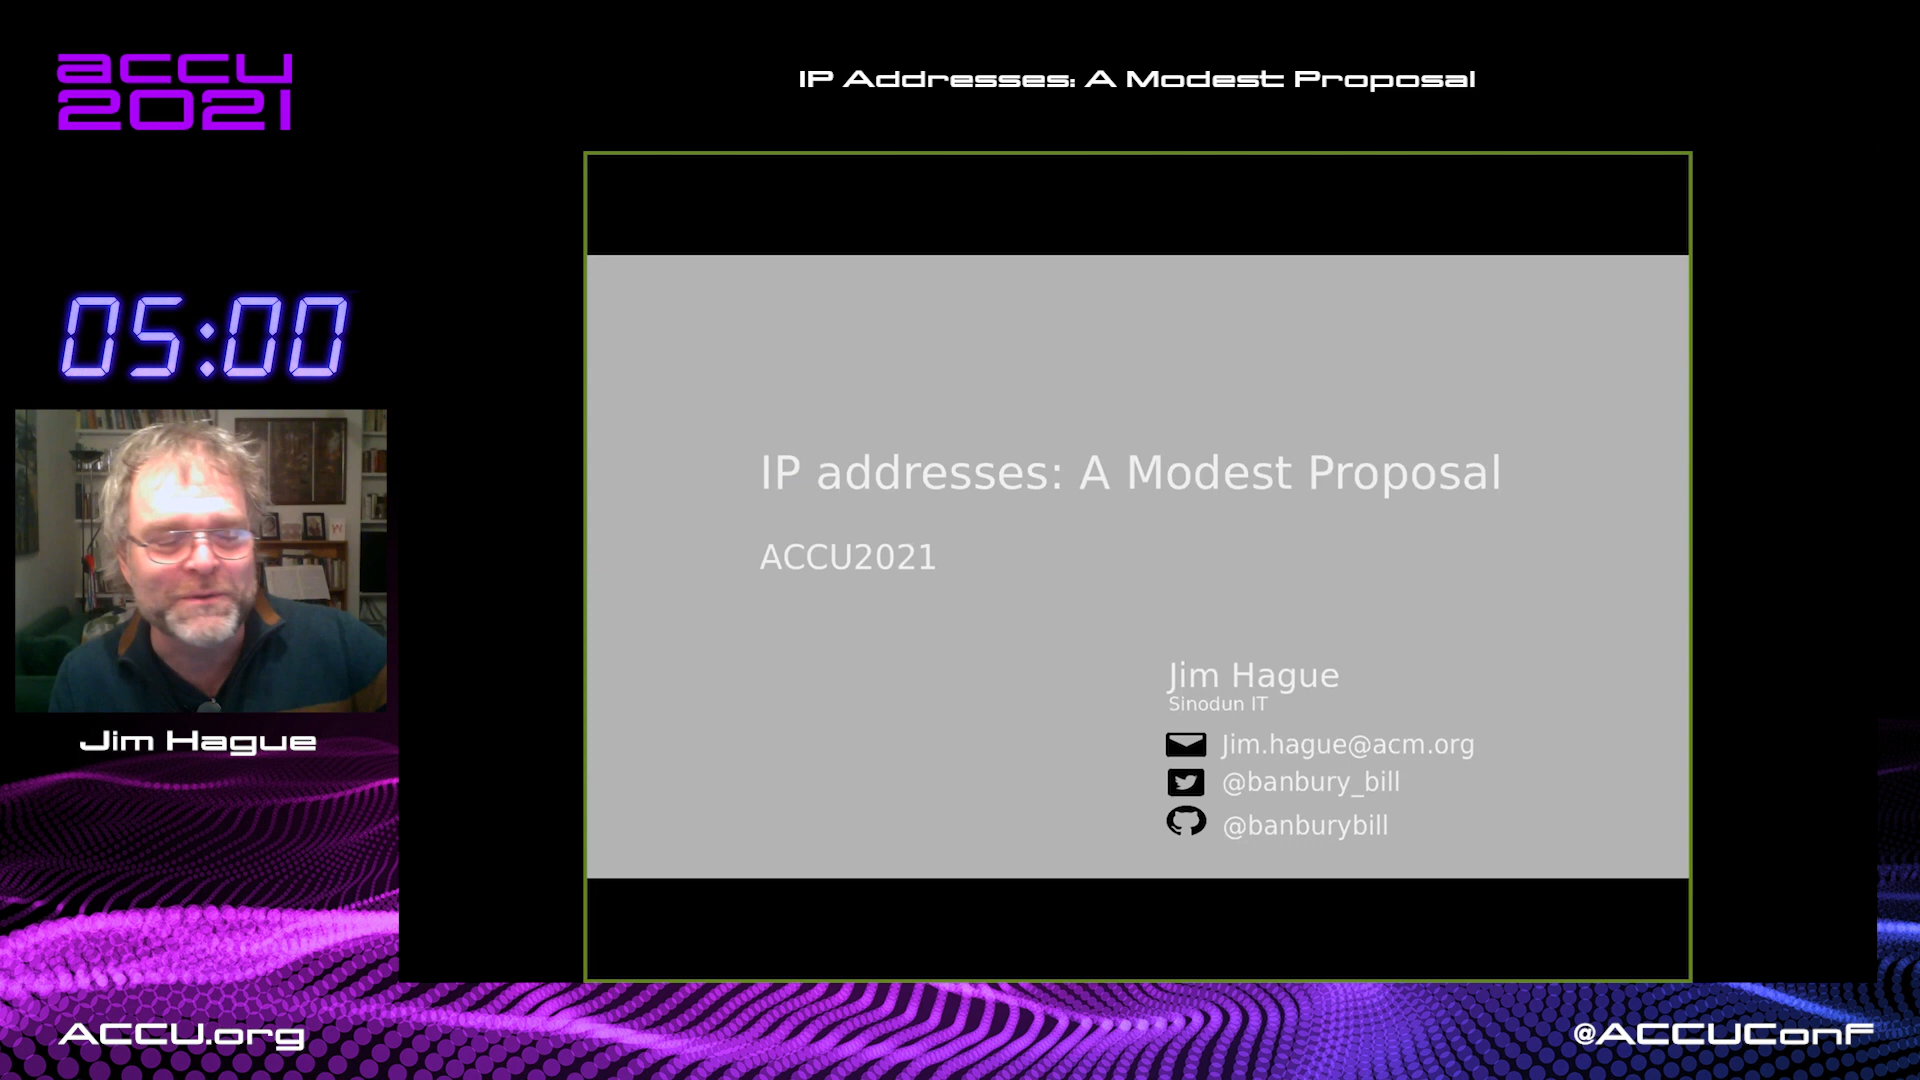 accu
2021
IP Addresses: A Modest Proposal
05:00
Jim Hague
IP addresses: A Modest Proposal
ACCU2021
Jim Hague
Sinodun IT
Jim.hague@acm.org
@banbury_bill
@banburybill
ACCU.org
@ACCUConf